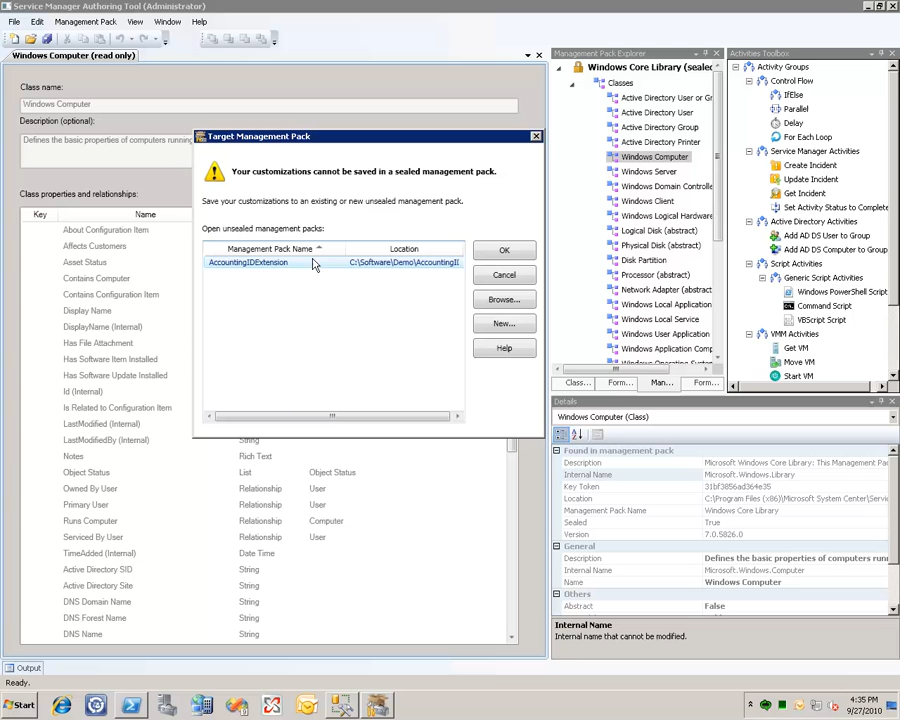 Service Manager Authoring Tool (Administrator)
File Edit Management Pack View Window Help
Windows Computer (read only)
Class name:
Windows Computer
Description (optional):
Defines the basic properties of computers running
Class properties and relationships:
Key Name
About Configuration Item
Affects Customers
Asset Status
Contains Computer
Contains Configuration Item
Display Name
DisplayName (Internal)
Has File Attachment
Has Software Item Installed
Has Software Update Installed
Id (Internal)
Is Related to Configuration Item
LastModified (Internal)
LastModifiedBy (Internal) String
Notes Rich Text
Object Status List Object Status
Owned By User Relationship User
Primary User Relationship User
Runs Computer Relationship Computer
Serviced By User Relationship User
TimeAdded (Internal) Date Time
Active Directory SID String
Active Directory Site String
DNS Domain Name String
DNS Forest Name String
DNS Name String
Target Management Pack
Your customizations cannot be saved in a sealed management pack.
Save your customizations to an existing or new unsealed management pack.
Open unsealed management packs:
Management Pack Name Location
AccountingIDExtension C:\Software\Demo\AccountingII
OK
Cancel
Browse...
New...
Help
Management Pack Explorer
Windows Core Library (sealed
Classes
Active Directory User or Gr
Active Directory User
Active Directory Group
Active Directory Printer
Windows Computer
Windows Server
Windows Domain Controlle
Windows Client
Windows Logical Hardware
Logical Disk (abstract)
Physical Disk (abstract)
Disk Partition
Processor (abstract)
Network Adapter (abstract
Windows Local Application
Windows Local Service
Windows User Application
Windows Application Compo
Windows Operating System
Class... Form... Man... Form...
Activities Toolbox
Activity Groups
Control Flow
IfElse
Parallel
Delay
For Each Loop
Service Manager Activities
Create Incident
Update Incident
Get Incident
Set Activity Status to Complete
Active Directory Activities
Add AD DS User to Group
Add AD DS Computer to Group
Script Activities
Generic Script Activities
Windows PowerShell Script
Command Script
VBScript Script
VMM Activities
Get VM
Move VM
Start VM
Details
Windows Computer (Class)
Found in management pack
Description Microsoft Windows Core Library: This Management Pac
Internal Name Microsoft.Windows.Library
Key Token 31bf3856ad364e35
Location C:\Program Files (x86)\Microsoft System Center\Servic
Management Pack Name Windows Core Library
Sealed True
Version 7.0.5826.0
General
Description Defines the basic properties of computers runn
Internal Name Microsoft.Windows.Computer
Name Windows Computer
Others
Abstract False
Internal Name
Internal name that cannot be modified.
Output
Ready.
Start
4:35 PM
9/27/2010